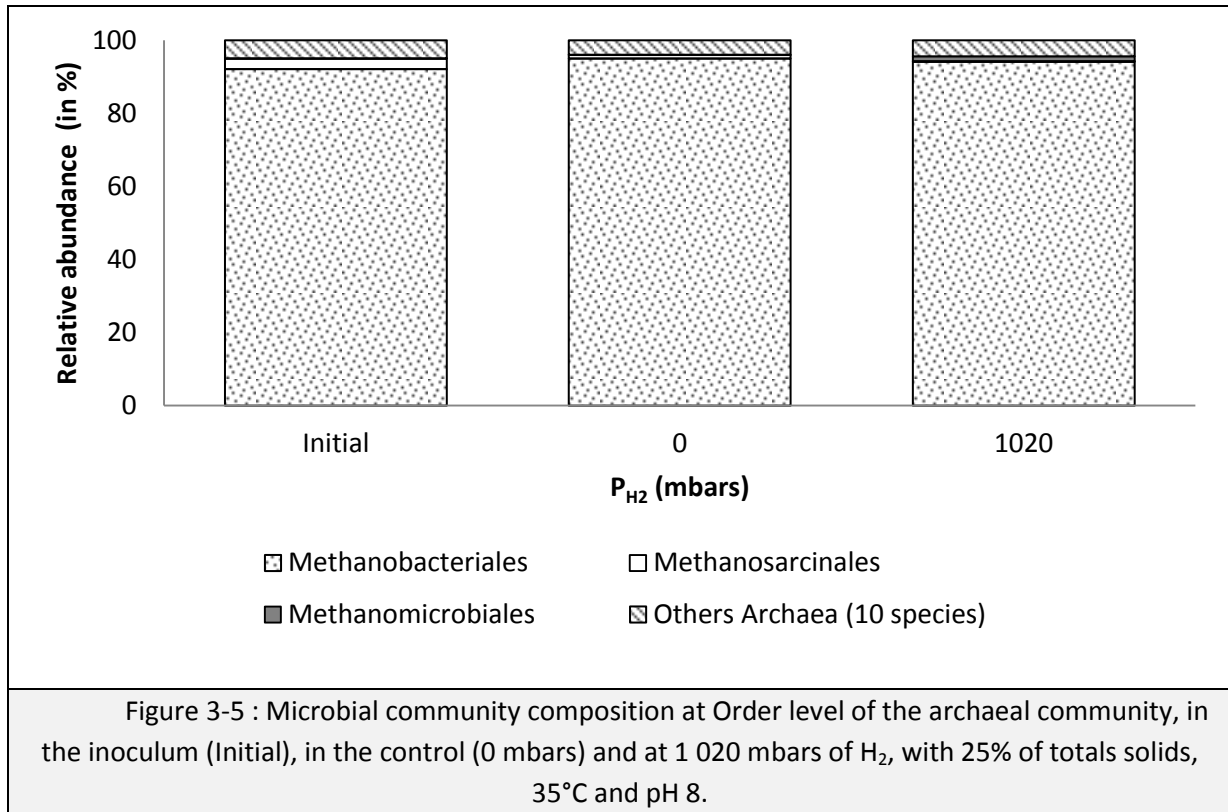 Relative abundance (in %)
100
80
60
40
20
0
Initial 0 1020
P_H2 (mbars)
Methanobacteriales Methanosarcinales
Methanomicrobiales Others Archaea (10 species)
Figure 3-5 : Microbial community composition at Order level of the archaeal community, in
the inoculum (Initial), in the control (0 mbars) and at 1 020 mbars of H₂, with 25% of totals solids,
35°C and pH 8.